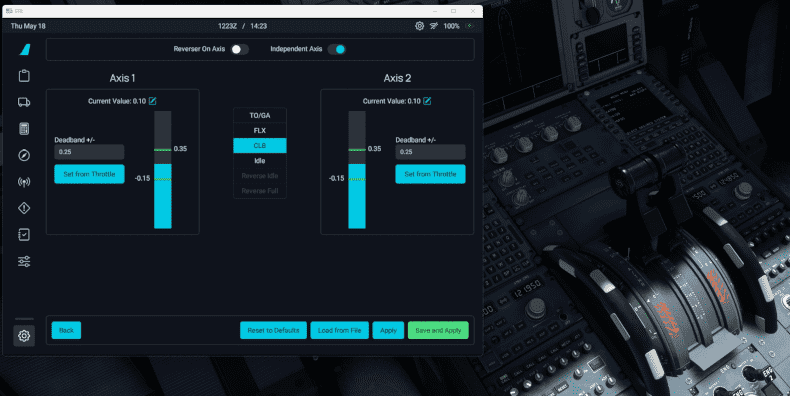 EFB
Thu May 18
1223Z / 14:23
100%
Reverser On Axis
Independent Axis
Axis 1
Axis 2
Current Value: 0.10
Current Value: 0.10
TO/GA
FLX
CLB
Idle
Reverse Idle
Reverse Full
Deadband +/-
0.25
Set from Throttle
0.35
-0.15
0.35
-0.15
Deadband +/-
0.25
Set from Throttle
Back
Reset to Defaults
Load from File
Apply
Save and Apply